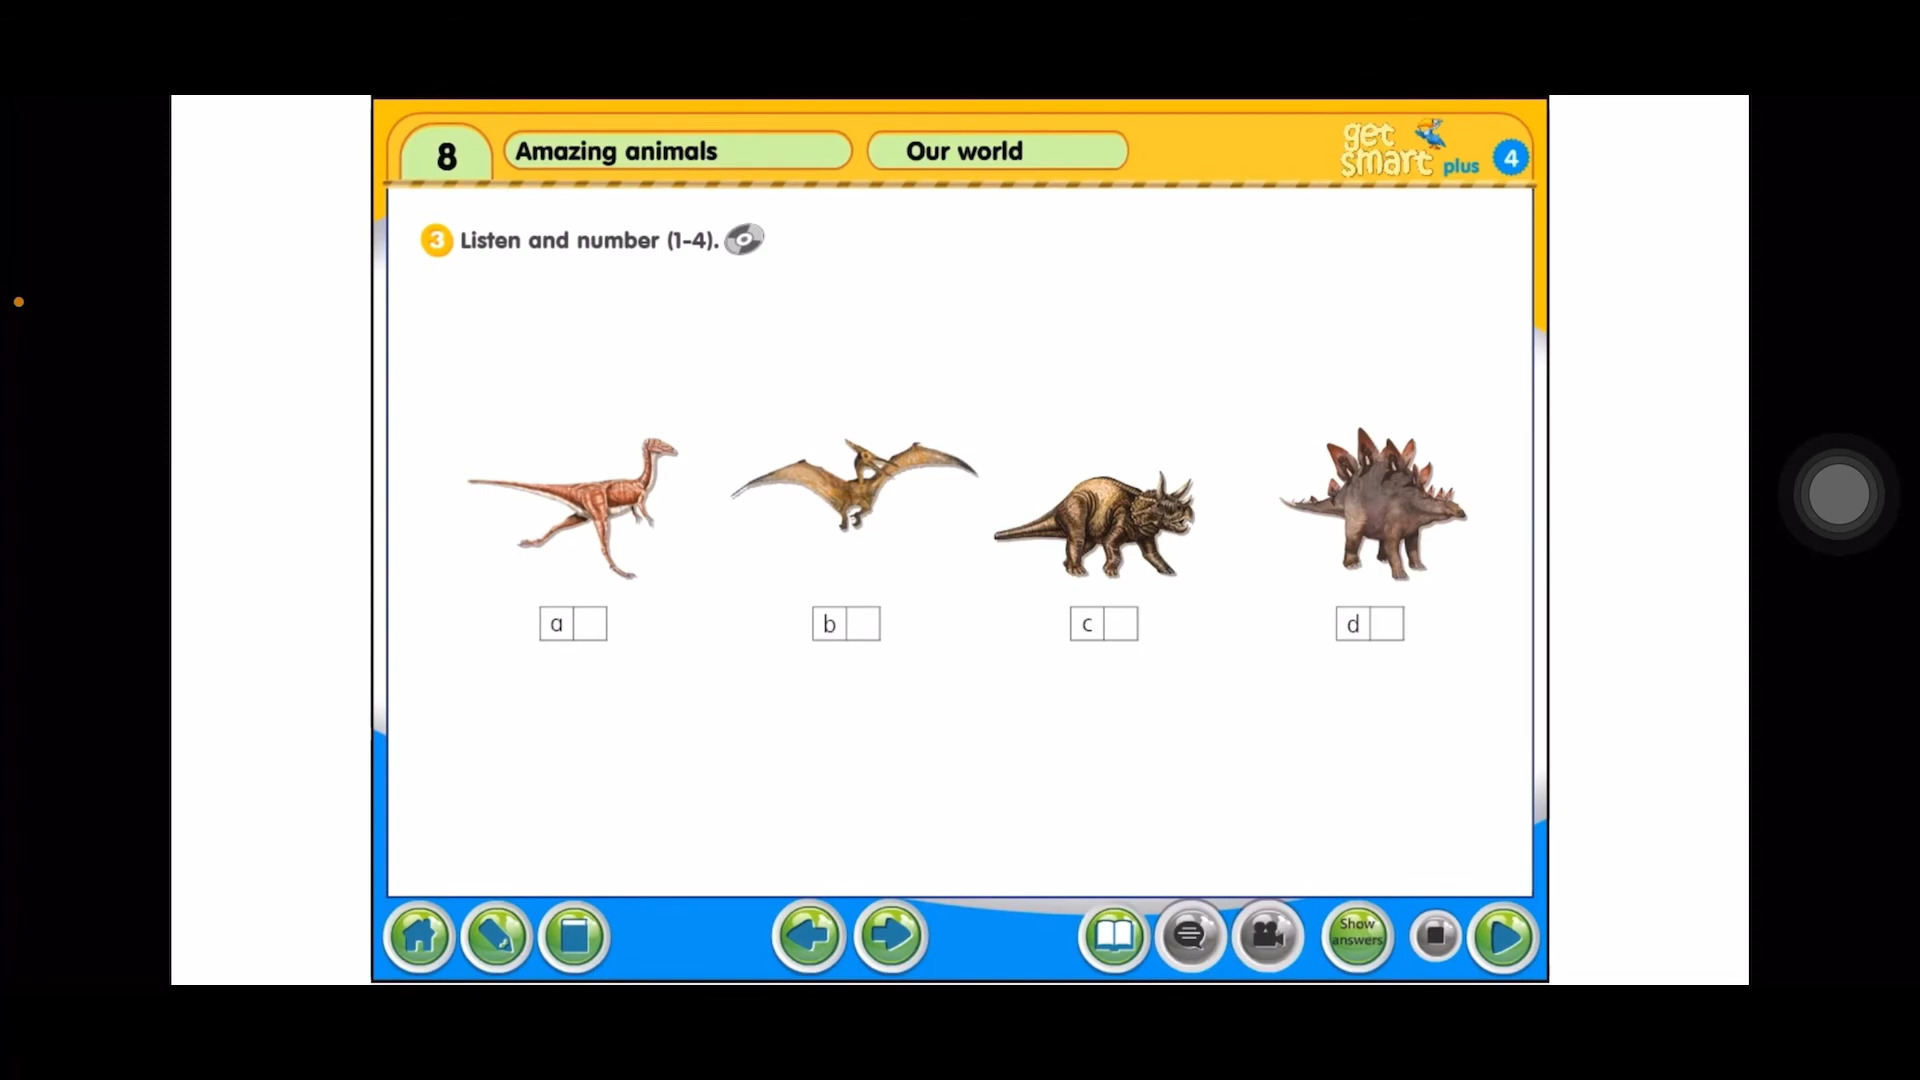 8
Amazing animals
Our world
get
smart
plus
4
3 Listen and number (1-4).
a
b
c
d
Show
answers